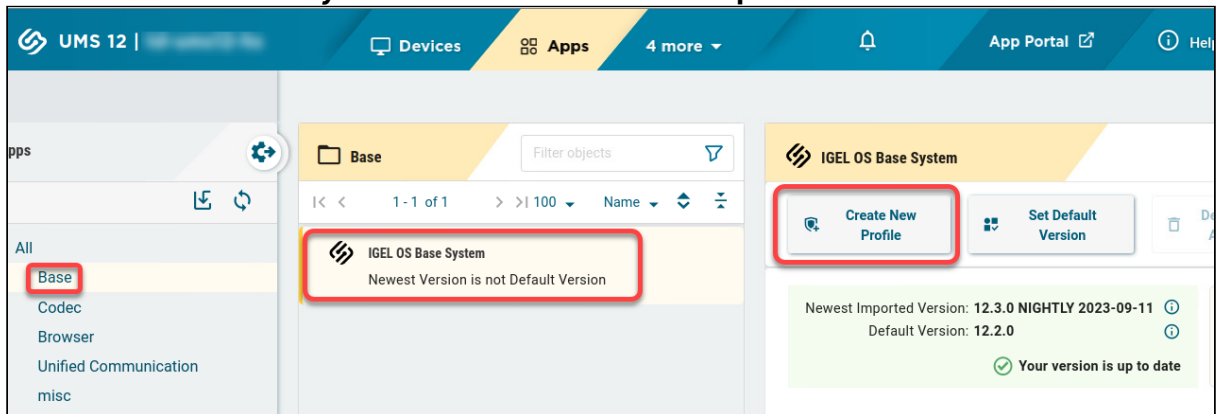 UMS 12 |
Devices
Apps
4 more
App Portal
pps
Base
Filter objects
IGEL OS Base System
1 - 1 of 1
100
Name
Create New
Profile
Set Default
Version
All
Base
Codec
Browser
Unified Communication
misc
IGEL OS Base System
Newest Version is not Default Version
Newest Imported Version: 12.3.0 NIGHTLY 2023-09-11
Default Version: 12.2.0
Your version is up to date